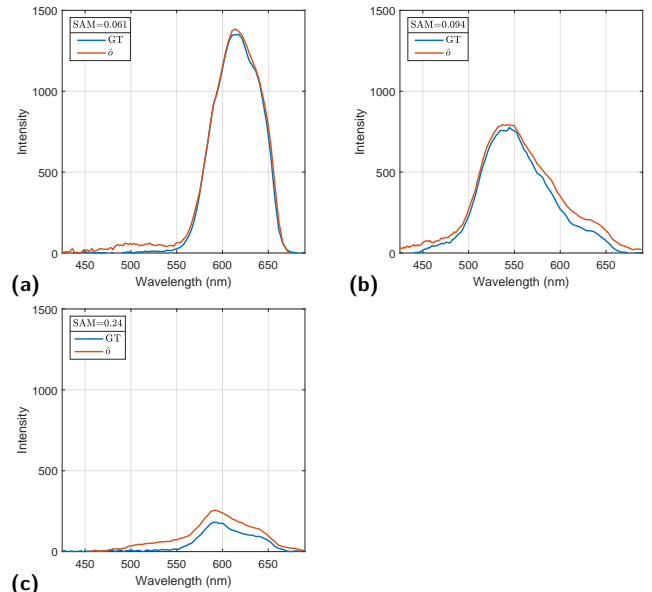 SAM=0.061
GT
ô
1500
1000
500
0
Intensity
450 500 550 600 650
Wavelength (nm)
(a)
SAM=0.094
GT
ô
1500
1000
500
0
Intensity
450 500 550 600 650
Wavelength (nm)
(b)
SAM=0.24
GT
ô
1500
1000
500
0
Intensity
450 500 550 600 650
Wavelength (nm)
(c)